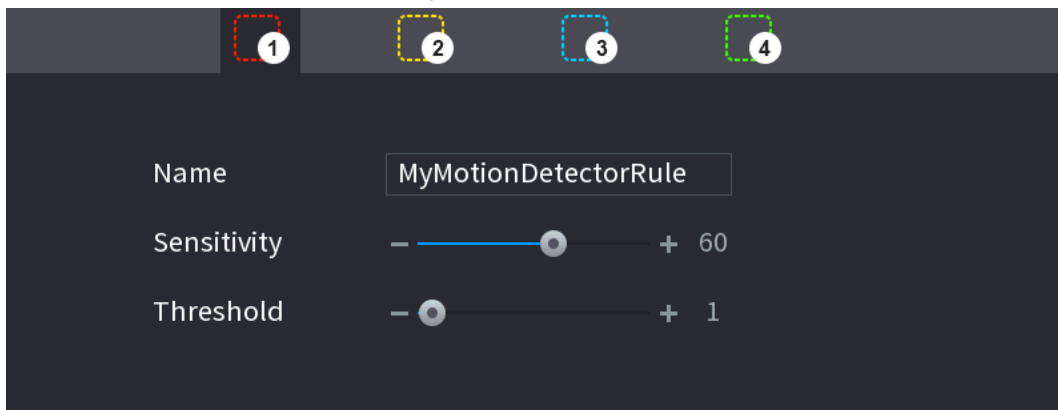 1 2 3 4
Name MyMotionDetectorRule
Sensitivity − + 60
Threshold − + 1